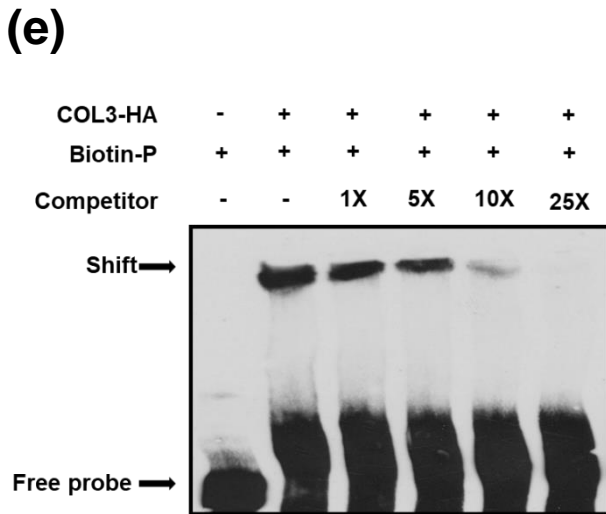 (e)
COL3-HA - + + + + +
Biotin-P + + + + + +
Competitor - - 1X 5X 10X 25X
Shift
Free probe